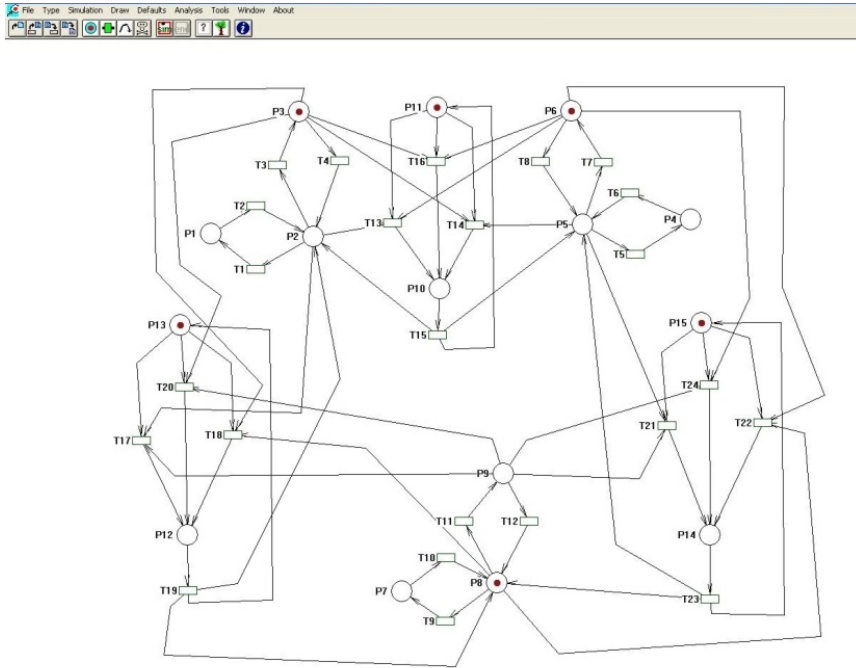 File Type Simulation Draw Defaults Analysis Tools Window About
?
P3
P11
P6
T3
T4
T16
T8
T7
T2
T6
P1
P2
T13
T14
P5
P4
T1
T5
P10
P13
T15
P15
T20
T24
T17
T18
T21
T22
P9
T11
T12
P12
P14
T10
T19
P7
P8
T23
T9